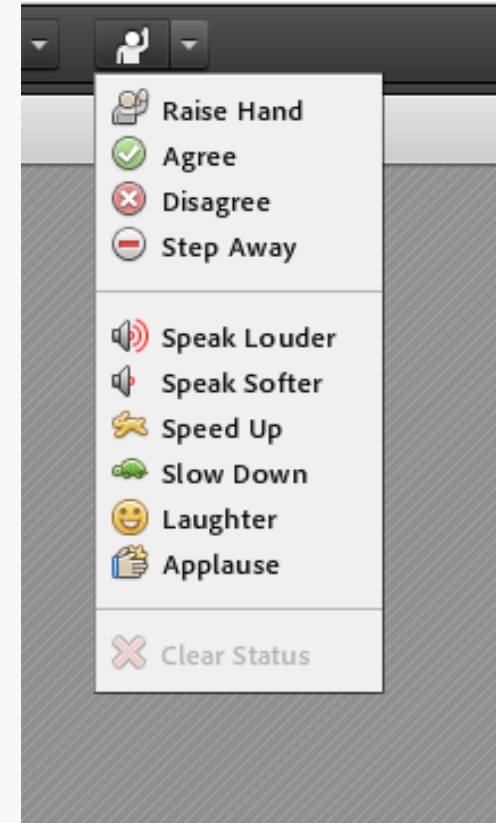 Raise Hand
Agree
Disagree
Step Away
Speak Louder
Speak Softer
Speed Up
Slow Down
Laughter
Applause
Clear Status